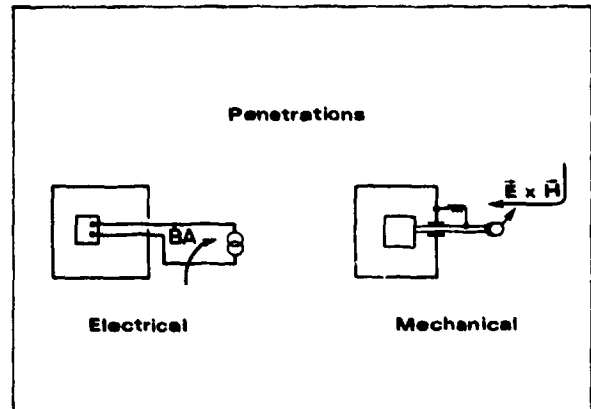 Penetrations
E⃗ x H⃗
BA
Electrical
Mechanical